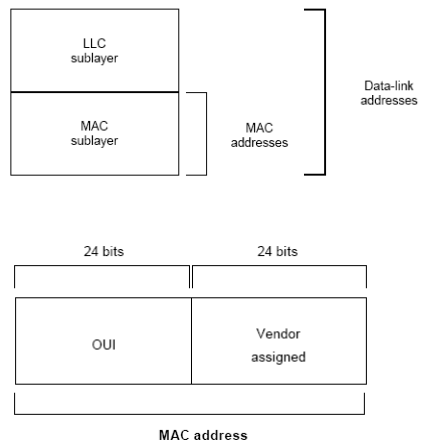 LLC
sublayer
MAC
sublayer
MAC
addresses
Data-link
addresses
24 bits
24 bits
OUI
Vendor
assigned
MAC address